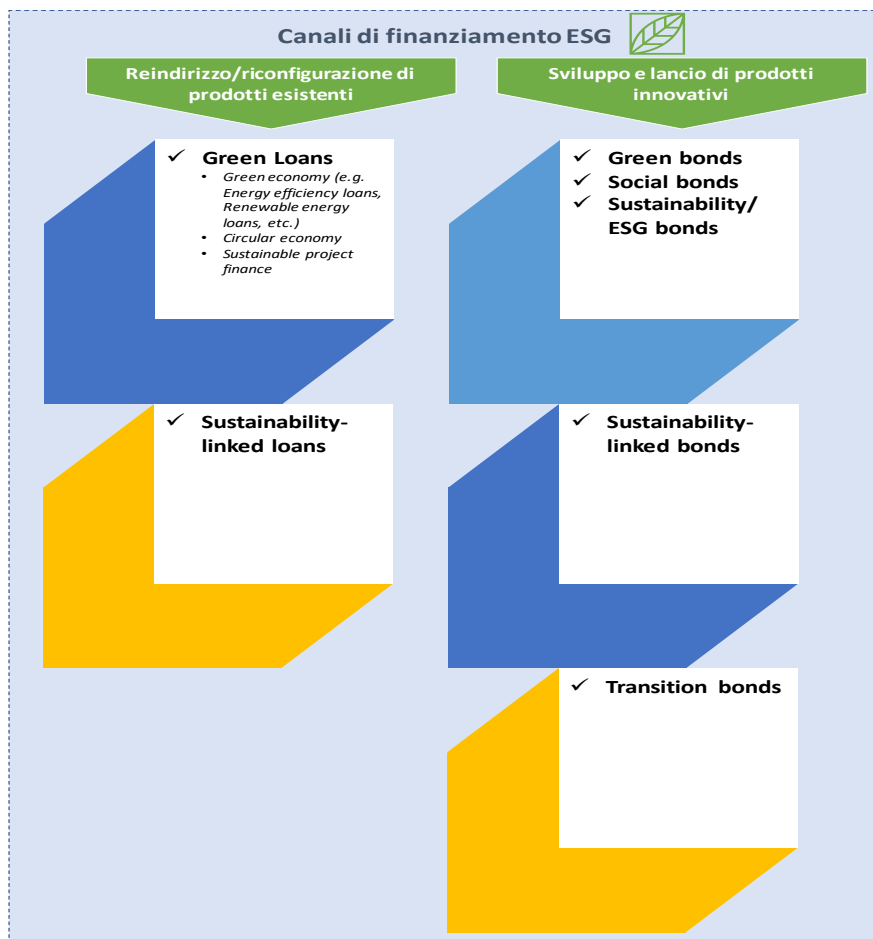 Canali di finanziamento ESG
Reindirizzo/riconfigurazione di
prodotti esistenti
✓ Green Loans
• Green economy (e.g.
Energy efficiency loans,
Renewable energy
loans, etc.)
• Circular economy
• Sustainable project
finance
✓ Sustainability-
linked loans
Sviluppo e lancio di prodotti
innovativi
✓ Green bonds
✓ Social bonds
✓ Sustainability/
ESG bonds
✓ Sustainability-
linked bonds
✓ Transition bonds